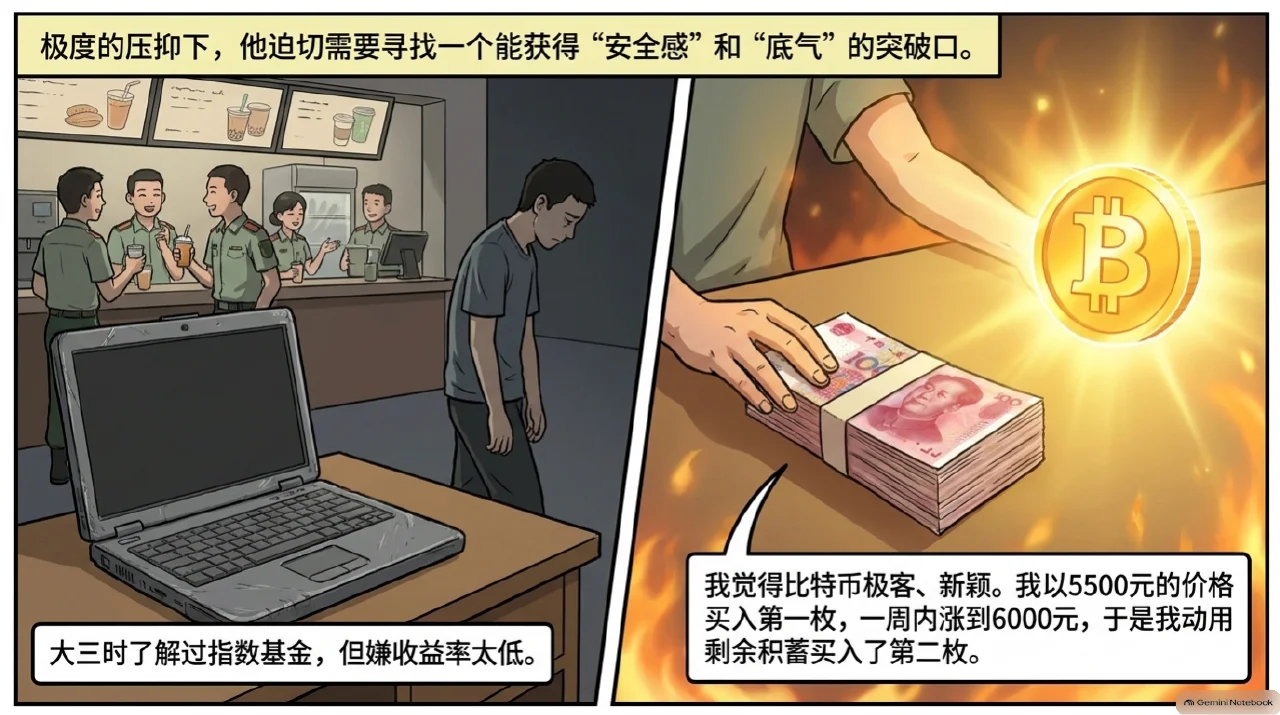 极度的压抑下，他迫切需要寻找一个能获得“安全感”和“底气”的突破口。
大三时了解过指数基金，但嫌收益率太低。
我觉得比特币极客、新颖。我以5500元的价格
买入第一枚，一周内涨到6000元，于是我动用
剩余积蓄买入了第二枚。
Gemini Notebook